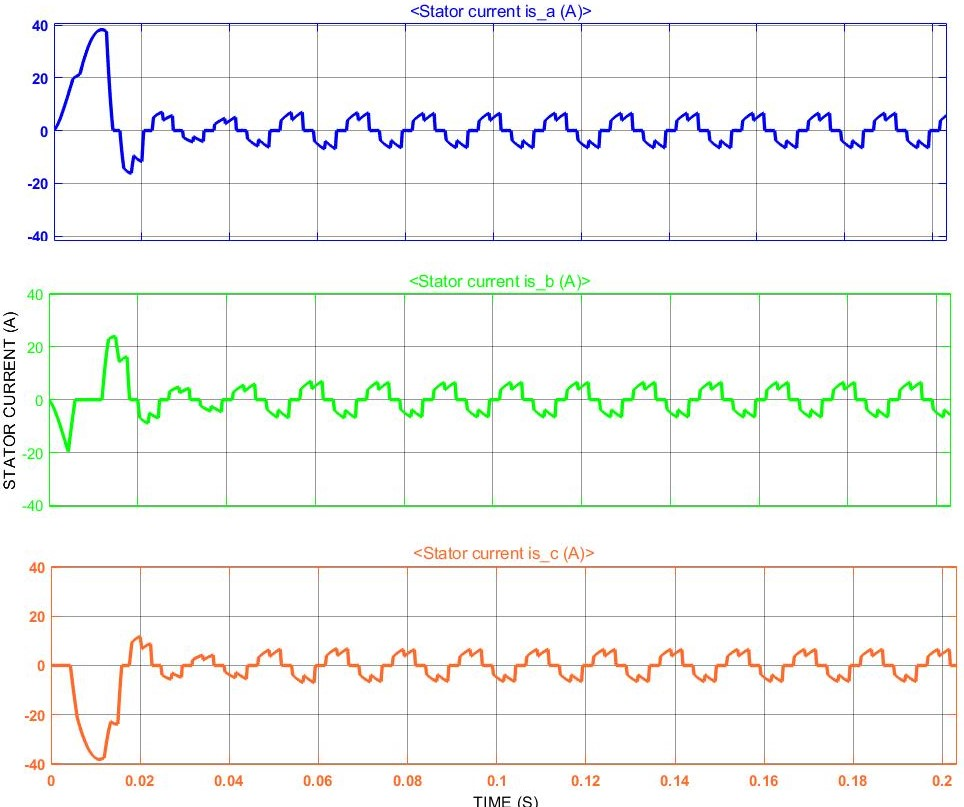 <Stator current is_a (A)>
40
20
0
-20
-40
<Stator current is_b (A)>
40
20
0
-20
-40
STATOR CURRENT (A)
<Stator current is_c (A)>
40
20
0
-20
-40
0 0.02 0.04 0.06 0.08 0.1 0.12 0.14 0.16 0.18 0.2
TIME (S)